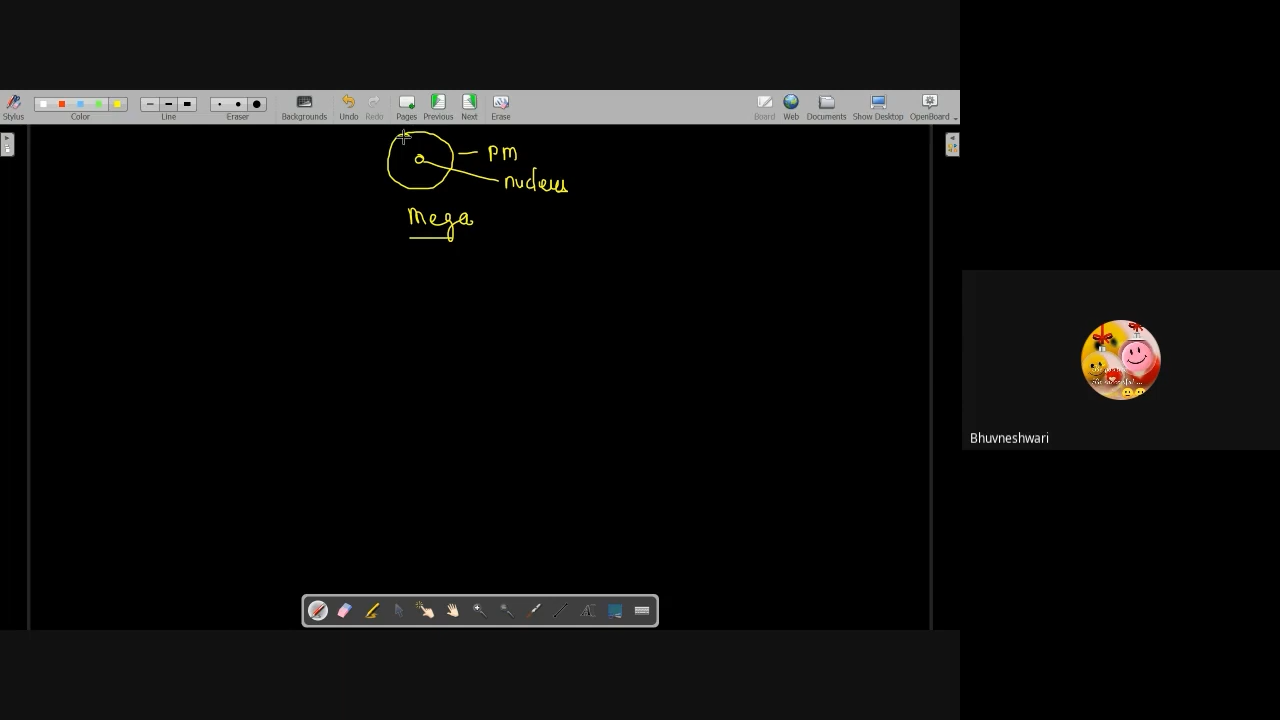 Stylus Color Line Eraser Backgrounds Undo Redo Pages Previous Next Erase Board Web Documents Show Desktop OpenBoard
pm
nucleus
Mega
Bhuvneshwari